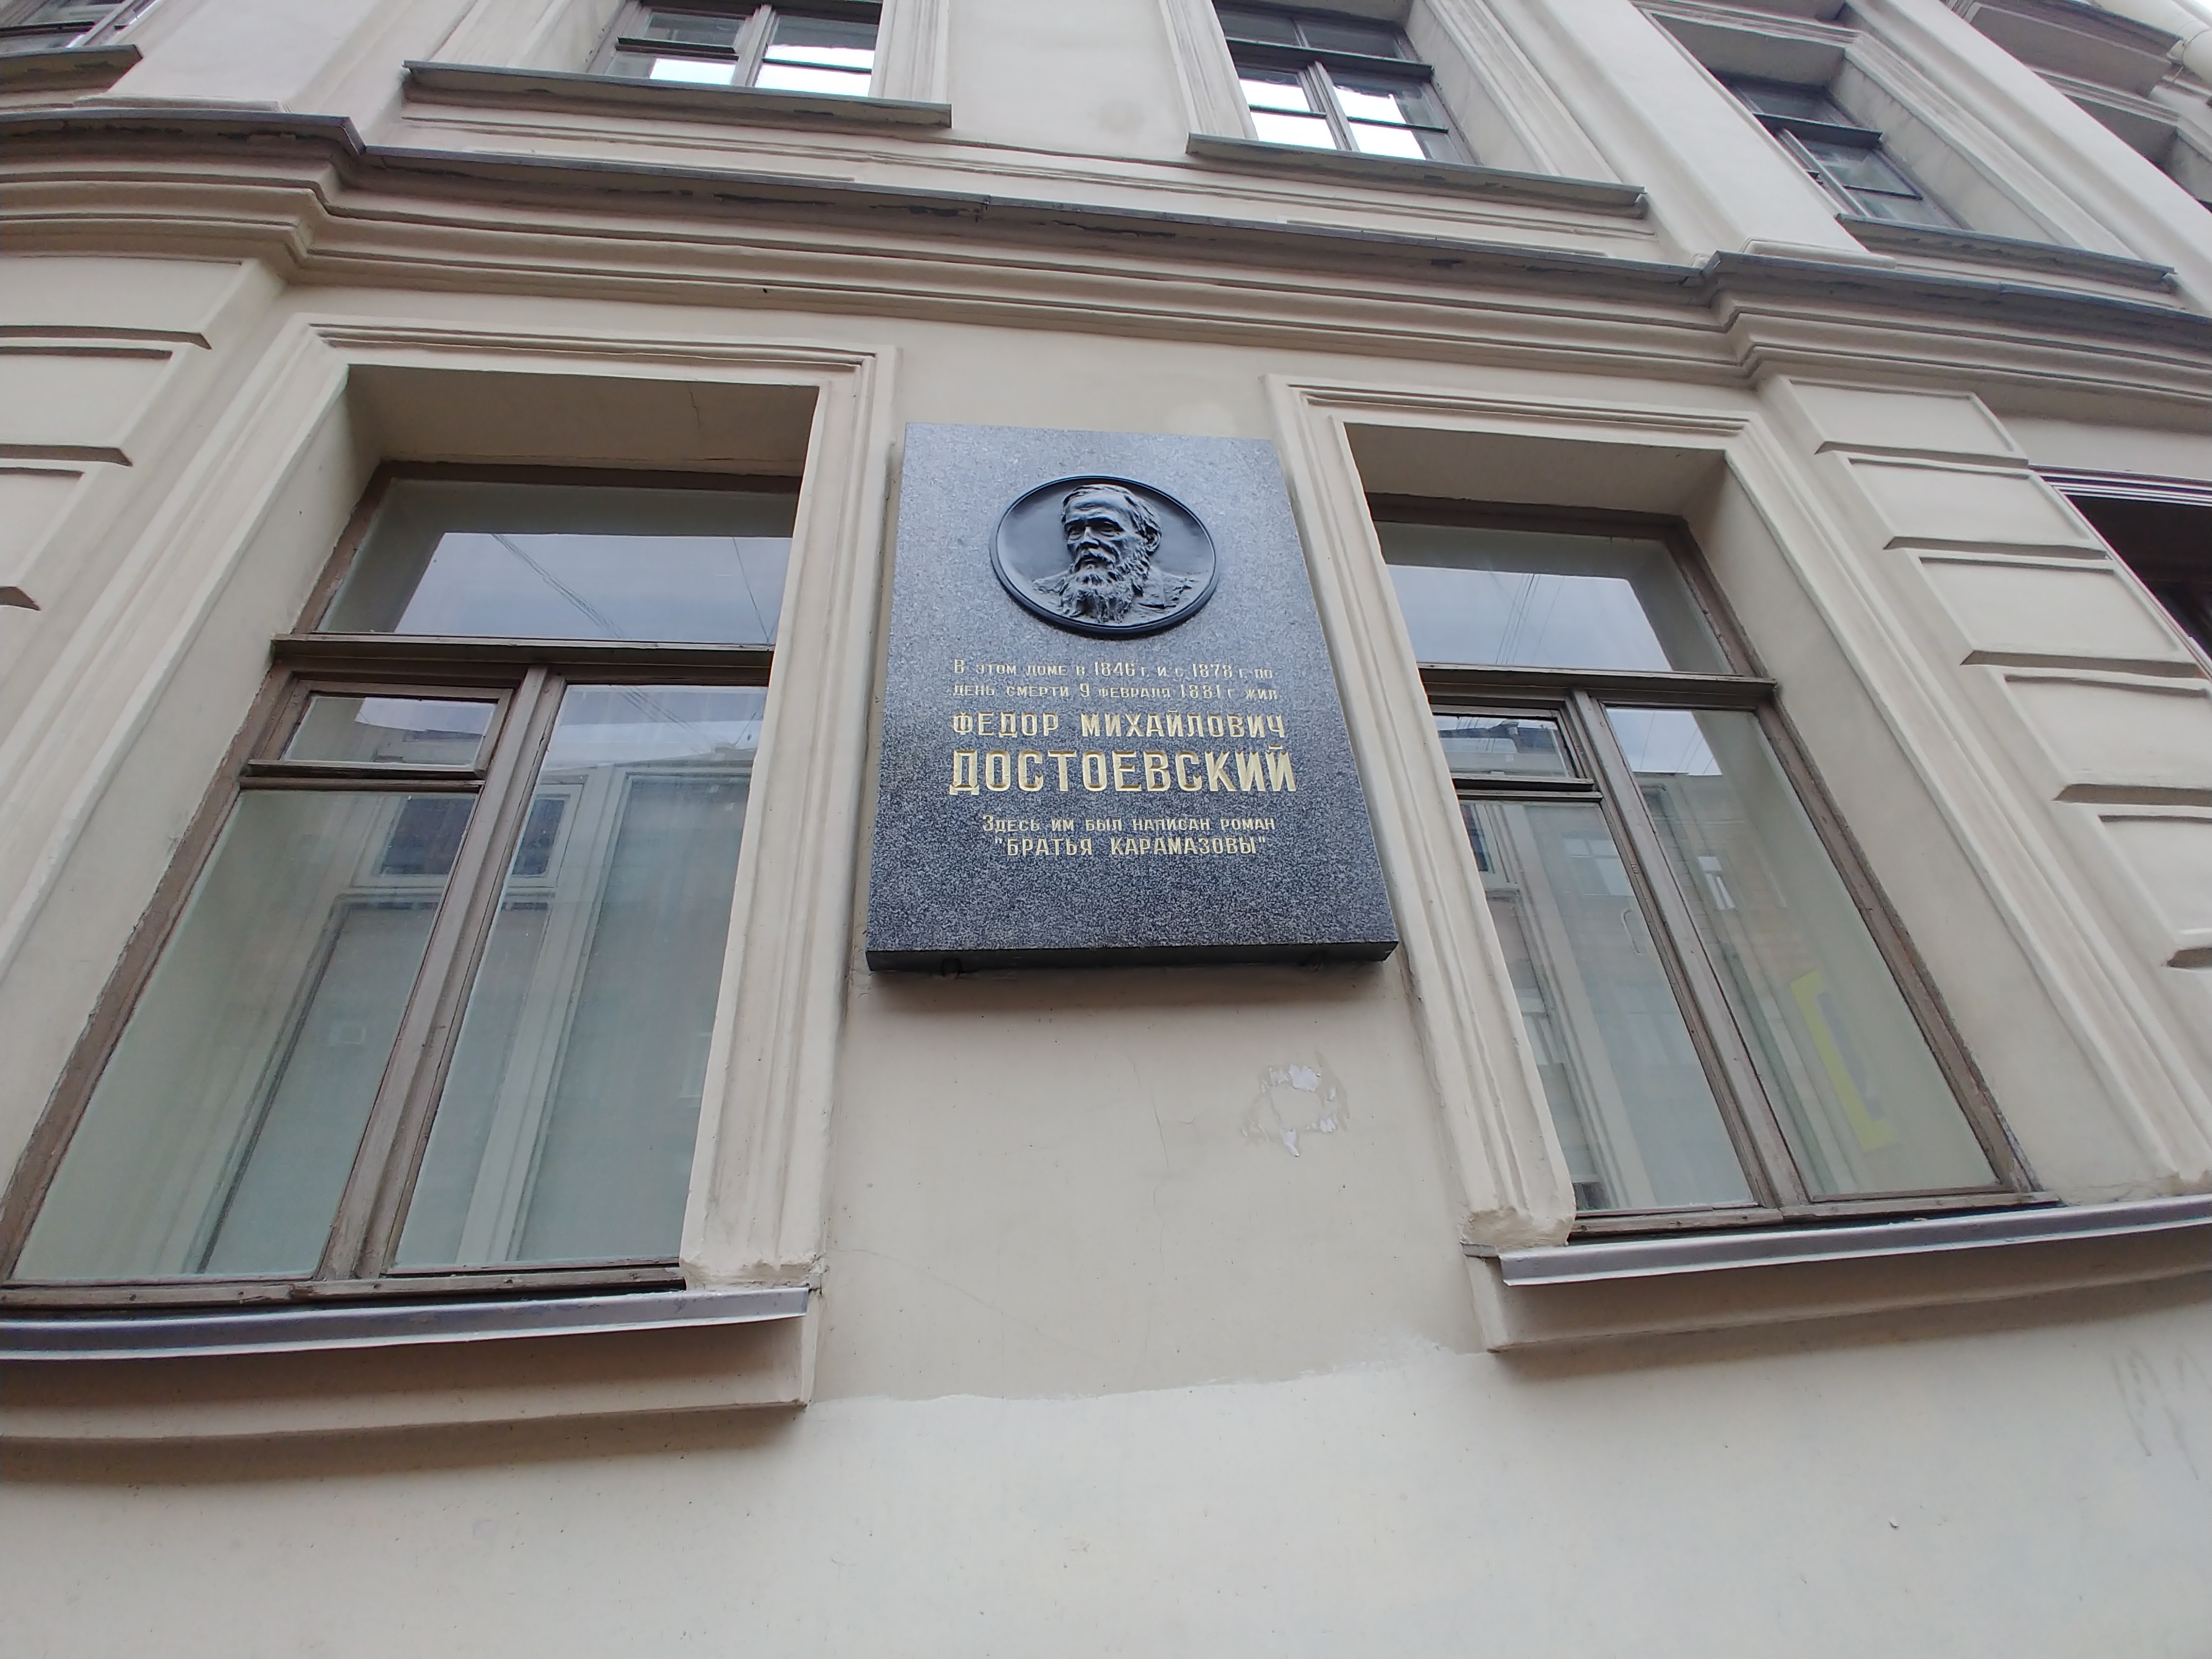 В этом доме в 1846 г. и с 1878 г. по
день смерти 9 февраля 1881 г. жил
ФЕДОР МИХАЙЛОВИЧ
ДОСТОЕВСКИЙ
Здесь им был написан роман
"БРАТЬЯ КАРАМАЗОВЫ"